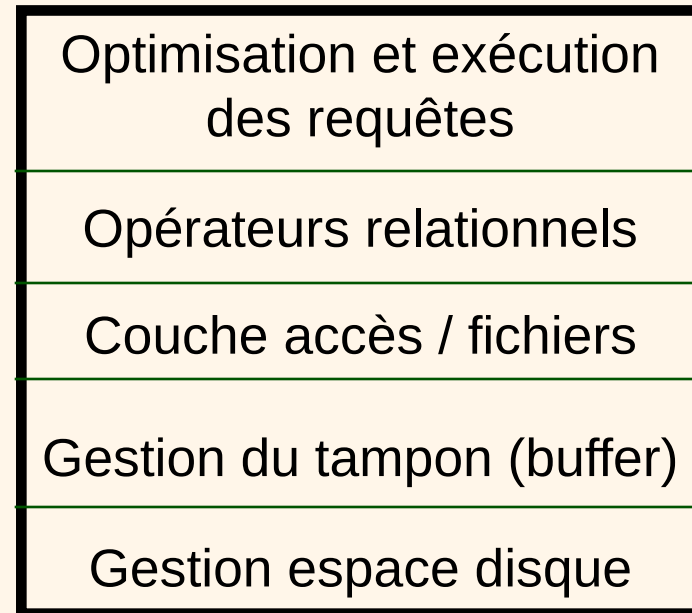 Optimisation et exécution
des requêtes
Opérateurs relationnels
Couche accès / fichiers
Gestion du tampon (buffer)
Gestion espace disque